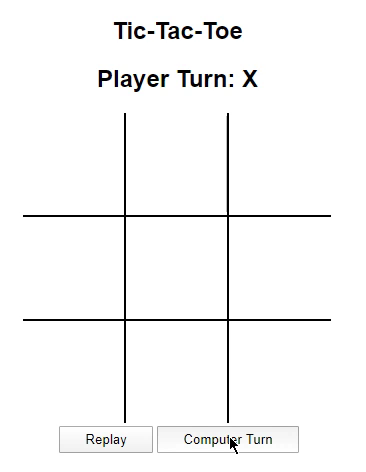 Tic-Tac-Toe
Player Turn: X
Replay Computer Turn